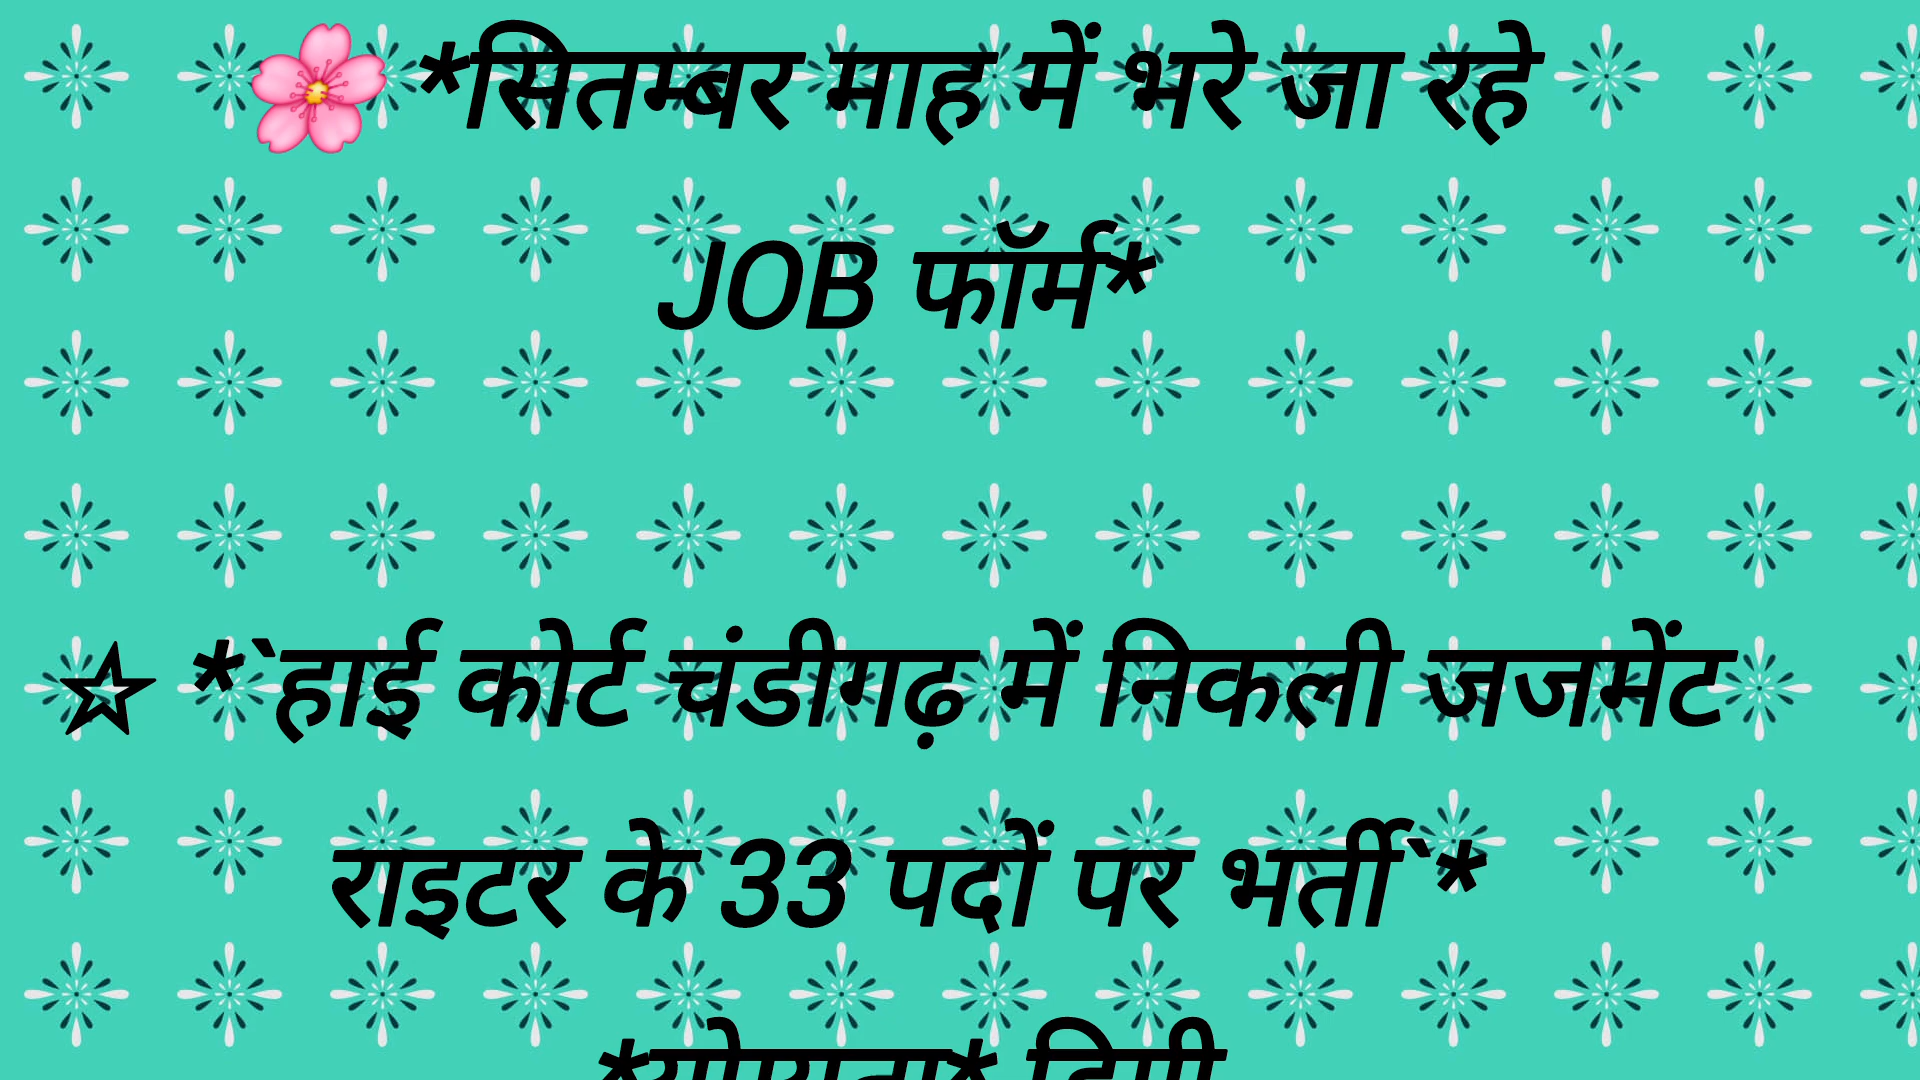 🌸*सितम्बर माह में भरे जा रहे
JOB फॉर्म*
☆ *`हाई कोर्ट चंडीगढ़ में निकली जजमेंट
राइटर के 33 पदों पर भर्ती`*
*योग्यता* डिग्री